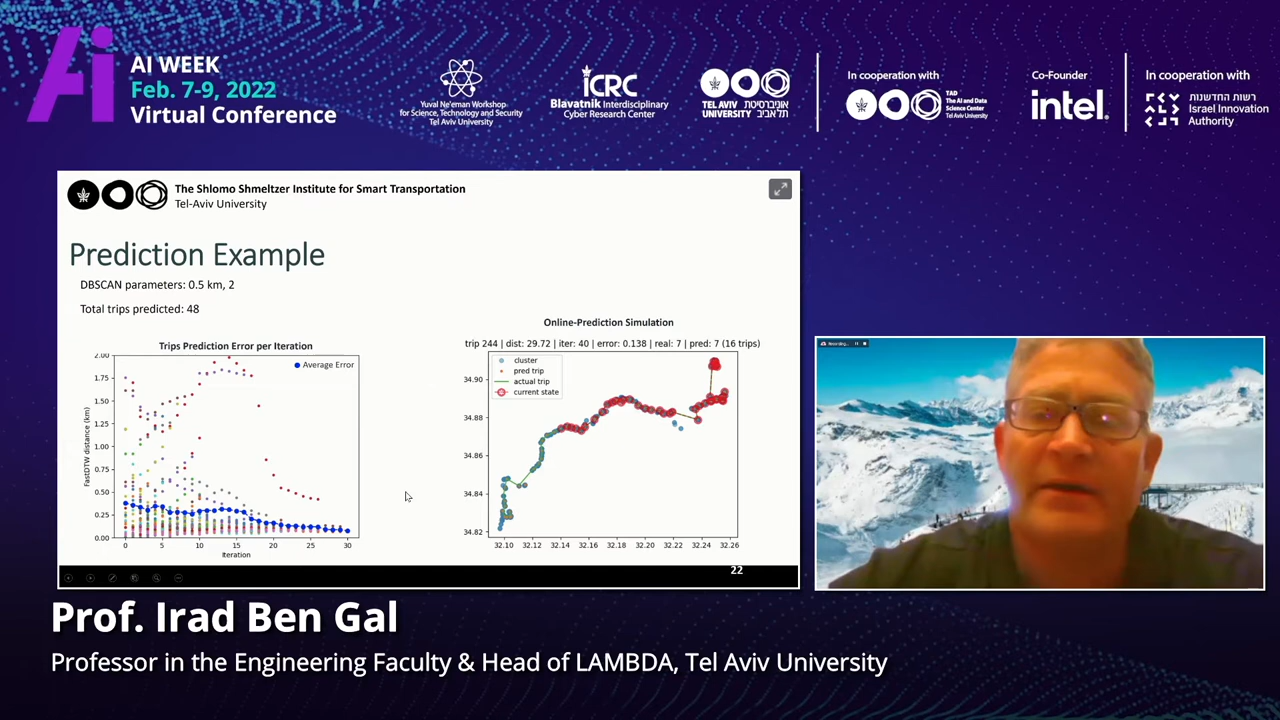 Ai
AI WEEK
Feb. 7-9, 2022
Virtual Conference
Yuval Ne'eman Workshop
for Science, Technology and Security
Tel Aviv University
iCRC
Blavatnik Interdisciplinary
Cyber Research Center
TEL AVIV אוניברסיטת
UNIVERSITY תל אביב
In cooperation with
TAD
The AI and Data
Science Center
Tel Aviv University
Co-Founder
intel.
In cooperation with
רשות החדשנות
Israel Innovation
Authority
The Shlomo Shmeltzer Institute for Smart Transportation
Tel-Aviv University
Prediction Example
DBSCAN parameters: 0.5 km, 2
Total trips predicted: 48
Trips Prediction Error per Iteration
Average Error
2.00
1.75
1.50
1.25
1.00
0.75
0.50
0.25
0.00
FastDTW distance (km)
0 5 10 15 20 25 30
Iteration
Online-Prediction Simulation
trip 244 | dist: 29.72 | iter: 40 | error: 0.138 | real: 7 | pred: 7 (16 trips)
cluster
pred trip
actual trip
current state
34.90
34.88
34.86
34.84
34.82
32.10 32.12 32.14 32.16 32.18 32.20 32.22 32.24 32.26
22
Recording...
Prof. Irad Ben Gal
Professor in the Engineering Faculty & Head of LAMBDA, Tel Aviv University